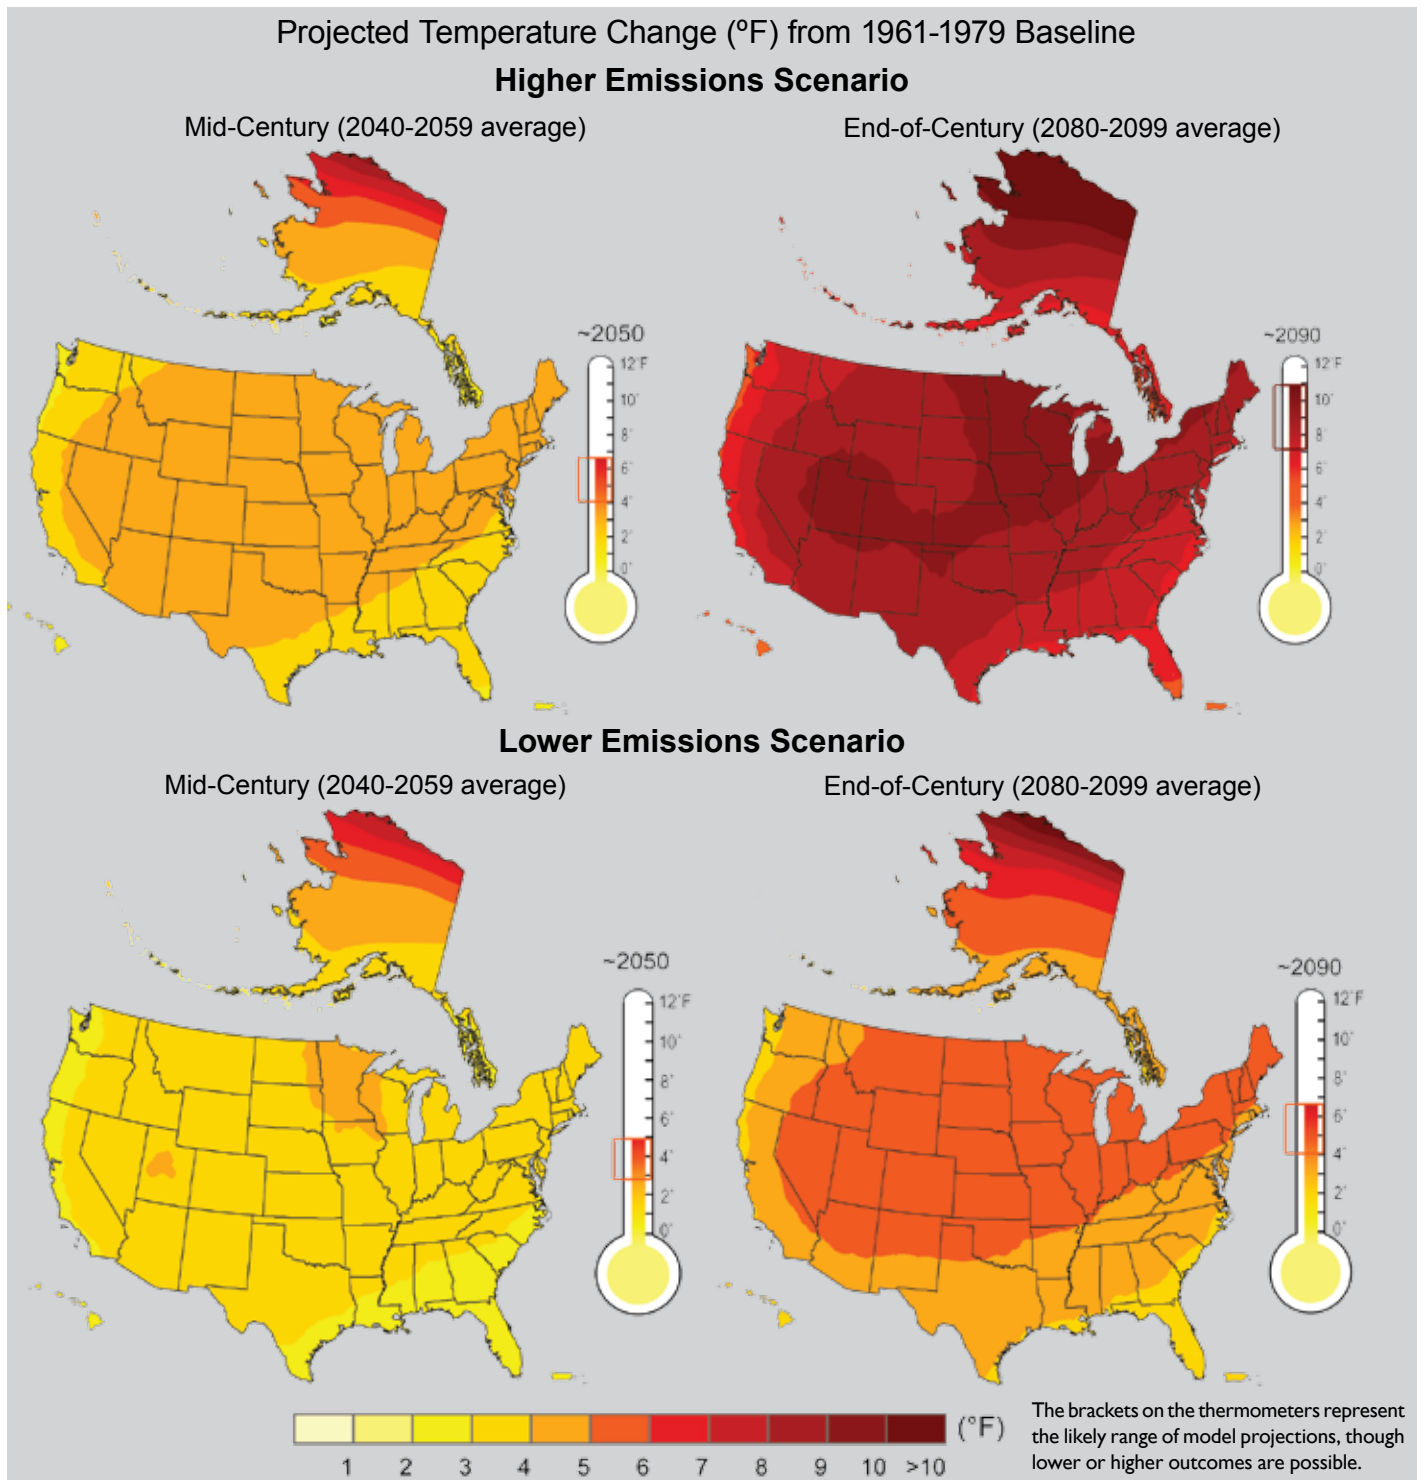 Projected Temperature Change (ºF) from 1961-1979 Baseline
Higher Emissions Scenario
Mid-Century (2040-2059 average)
End-of-Century (2080-2099 average)
~2050
12°F
10°
8°
6°
4°
2°
0°
~2090
12°F
10°
8°
6°
4°
2°
0°
Lower Emissions Scenario
Mid-Century (2040-2059 average)
End-of-Century (2080-2099 average)
~2050
12°F
10°
8°
6°
4°
2°
0°
~2090
12°F
10°
8°
6°
4°
2°
0°
(°F)
1 2 3 4 5 6 7 8 9 10 >10
The brackets on the thermometers represent
the likely range of model projections, though
lower or higher outcomes are possible.